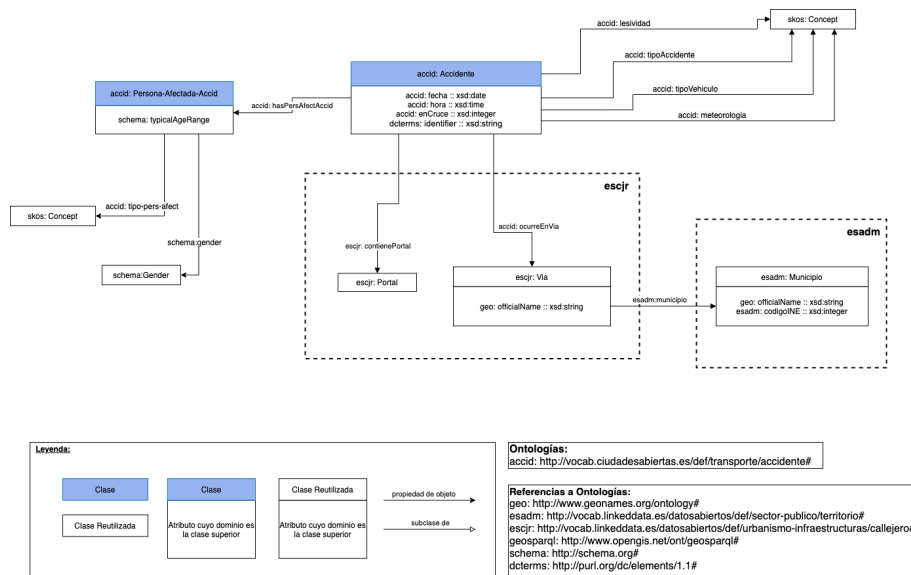 skos: Concept
accid: lesividad
accid: tipoAccidente
accid: tipoVehiculo
accid: meteorologia
accid: Accidente
accid: fecha :: xsd:date
accid: hora :: xsd:time
accid: enCruce :: xsd:integer
dcterms: identifier :: xsd:string
accid: hasPersAfectAccid
accid: Persona-Afectada-Accid
schema: typicalAgeRange
accid: tipo-pers-afect
skos: Concept
schema:gender
schema:Gender
escjr
escjr: contienePortal
accid: ocurreEnVia
escjr: Portal
escjr: Via
geo: officialName :: xsd:string
esadm:municipio
esadm
esadm: Municipio
geo: officialName :: xsd:string
esadm: codigoINE :: xsd:integer
Leyenda:
Clase
Clase Reutilizada
Clase
Atributo cuyo dominio es
la clase superior
Clase Reutilizada
Atributo cuyo dominio es
la clase superior
propiedad de objeto
subclase de
Ontologías:
accid: http://vocab.ciudadesabiertas.es/def/transporte/accidente#
Referencias a Ontologías:
geo: http://www.geonames.org/ontology#
esadm: http://vocab.linkeddata.es/datosabiertos/def/sector-publico/territorio#
escjr: http://vocab.linkeddata.es/datosabiertos/def/urbanismo-infraestructuras/callejero
geosparql: http://www.opengis.net/ont/geosparql#
schema: http://schema.org#
dcterms: http://purl.org/dc/elements/1.1#